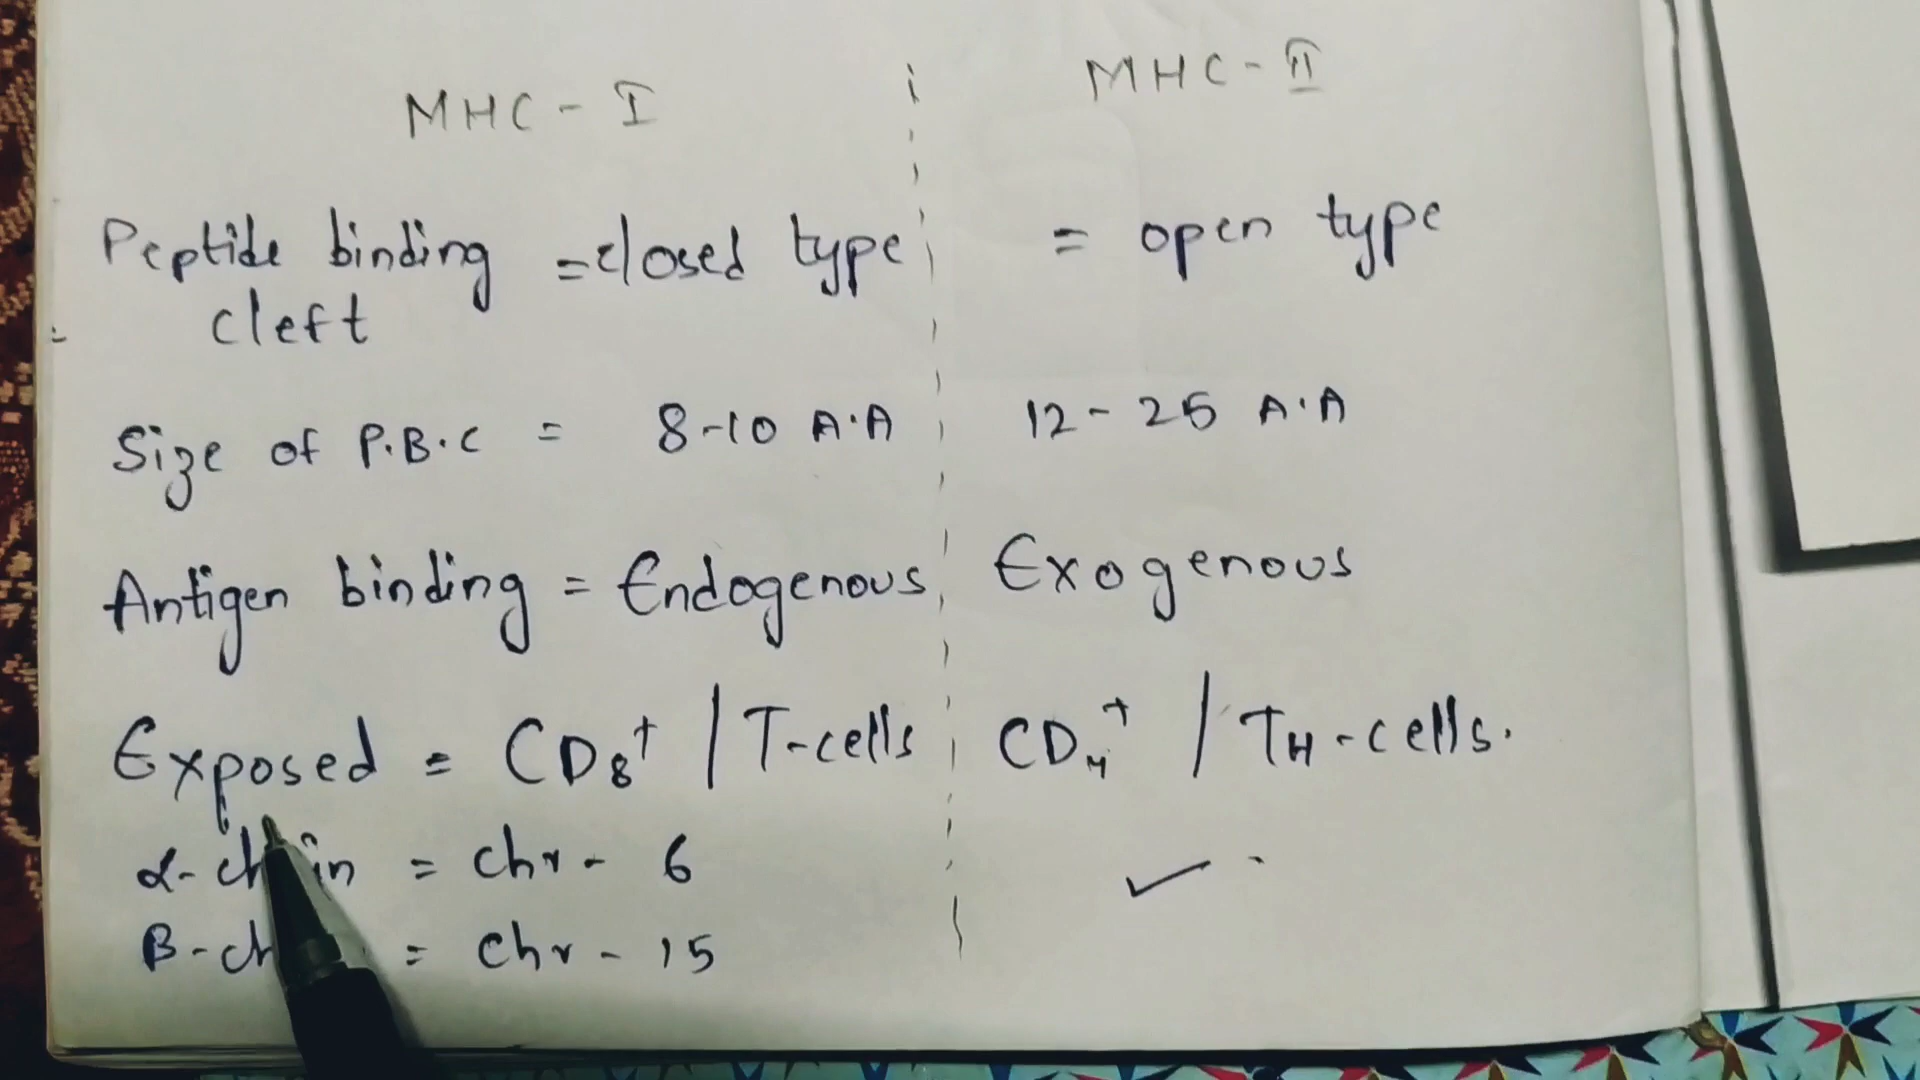 MHC - I MHC - II
Peptide binding = closed type = open type
cleft
Size of P.B.C = 8-10 A.A 12 - 25 A.A
Antigen binding = Endogenous Exogenous
Exposed = CD8+ / T-cells CD4+ / TH-cells.
α- = chr - 6
B- = chr - 15